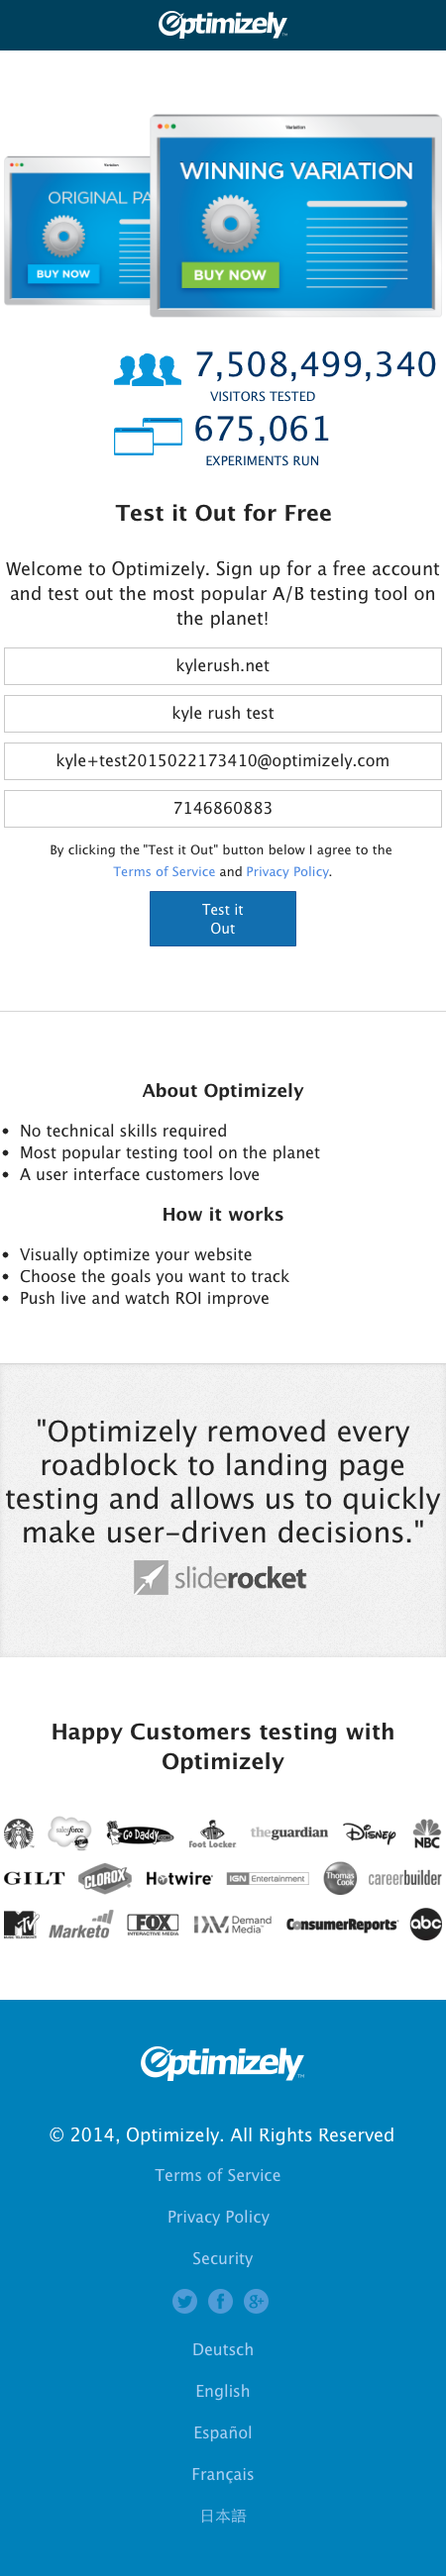 Optimizely
Variation
Variation
WINNING VARIATION
ORIGINAL PA
BUY NOW
BUY NOW
7,508,499,340
VISITORS TESTED
675,061
EXPERIMENTS RUN
Test it Out for Free
Welcome to Optimizely. Sign up for a free account
and test out the most popular A/B testing tool on
the planet!
kylerush.net
kyle rush test
kyle+test2015022173410@optimizely.com
7146860883
By clicking the "Test it Out" button below I agree to the
Terms of Service and Privacy Policy.
Test it
Out
About Optimizely
• No technical skills required
• Most popular testing tool on the planet
• A user interface customers love
How it works
• Visually optimize your website
• Choose the goals you want to track
• Push live and watch ROI improve
"Optimizely removed every
roadblock to landing page
testing and allows us to quickly
make user-driven decisions."
sliderocket
Happy Customers testing with
Optimizely
salesforce Go Daddy Foot Locker theguardian Disney NBC
GILT CLOROX Hotwire IGN Entertainment Thomas Cook careerbuilder
MTV Marketo FOX INTERACTIVE MEDIA Demand Media ConsumerReports abc
Optimizely
© 2014, Optimizely. All Rights Reserved
Terms of Service
Privacy Policy
Security
Deutsch
English
Español
Français
日本語